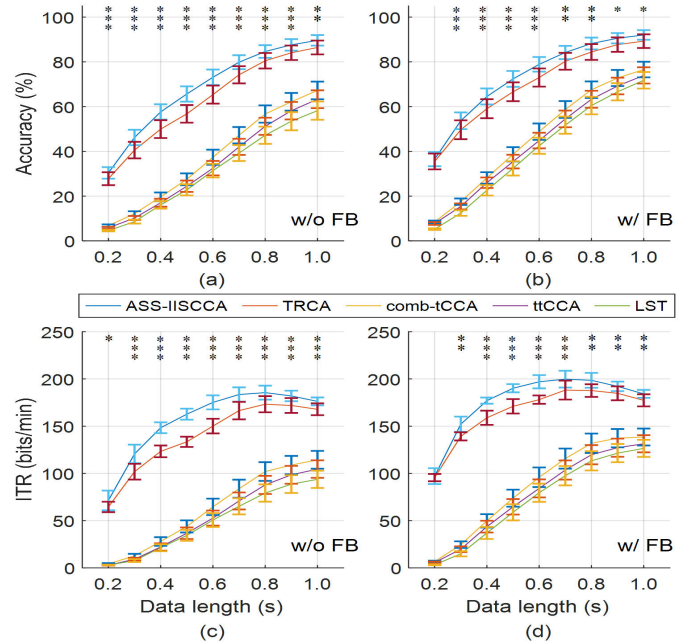 * * * * * * * * *
* * * * * * * * *
* * * * * * * *
100
80
60
40
20
0
Accuracy (%)
w/o FB
0.2 0.4 0.6 0.8 1.0
(a)
* * * * * * * *
* * * * * *
* * * *
100
80
60
40
20
0
w/ FB
0.2 0.4 0.6 0.8 1.0
(b)
ASS-IISCCA TRCA comb-tCCA ttCCA LST
* * * * * * * * *
* * * * * * * *
* * * * * * * *
250
200
150
100
50
0
ITR (bits/min)
w/o FB
0.2 0.4 0.6 0.8 1.0
Data length (s)
(c)
* * * * * * * *
* * * * * * * *
* * * *
250
200
150
100
50
0
w/ FB
0.2 0.4 0.6 0.8 1.0
Data length (s)
(d)